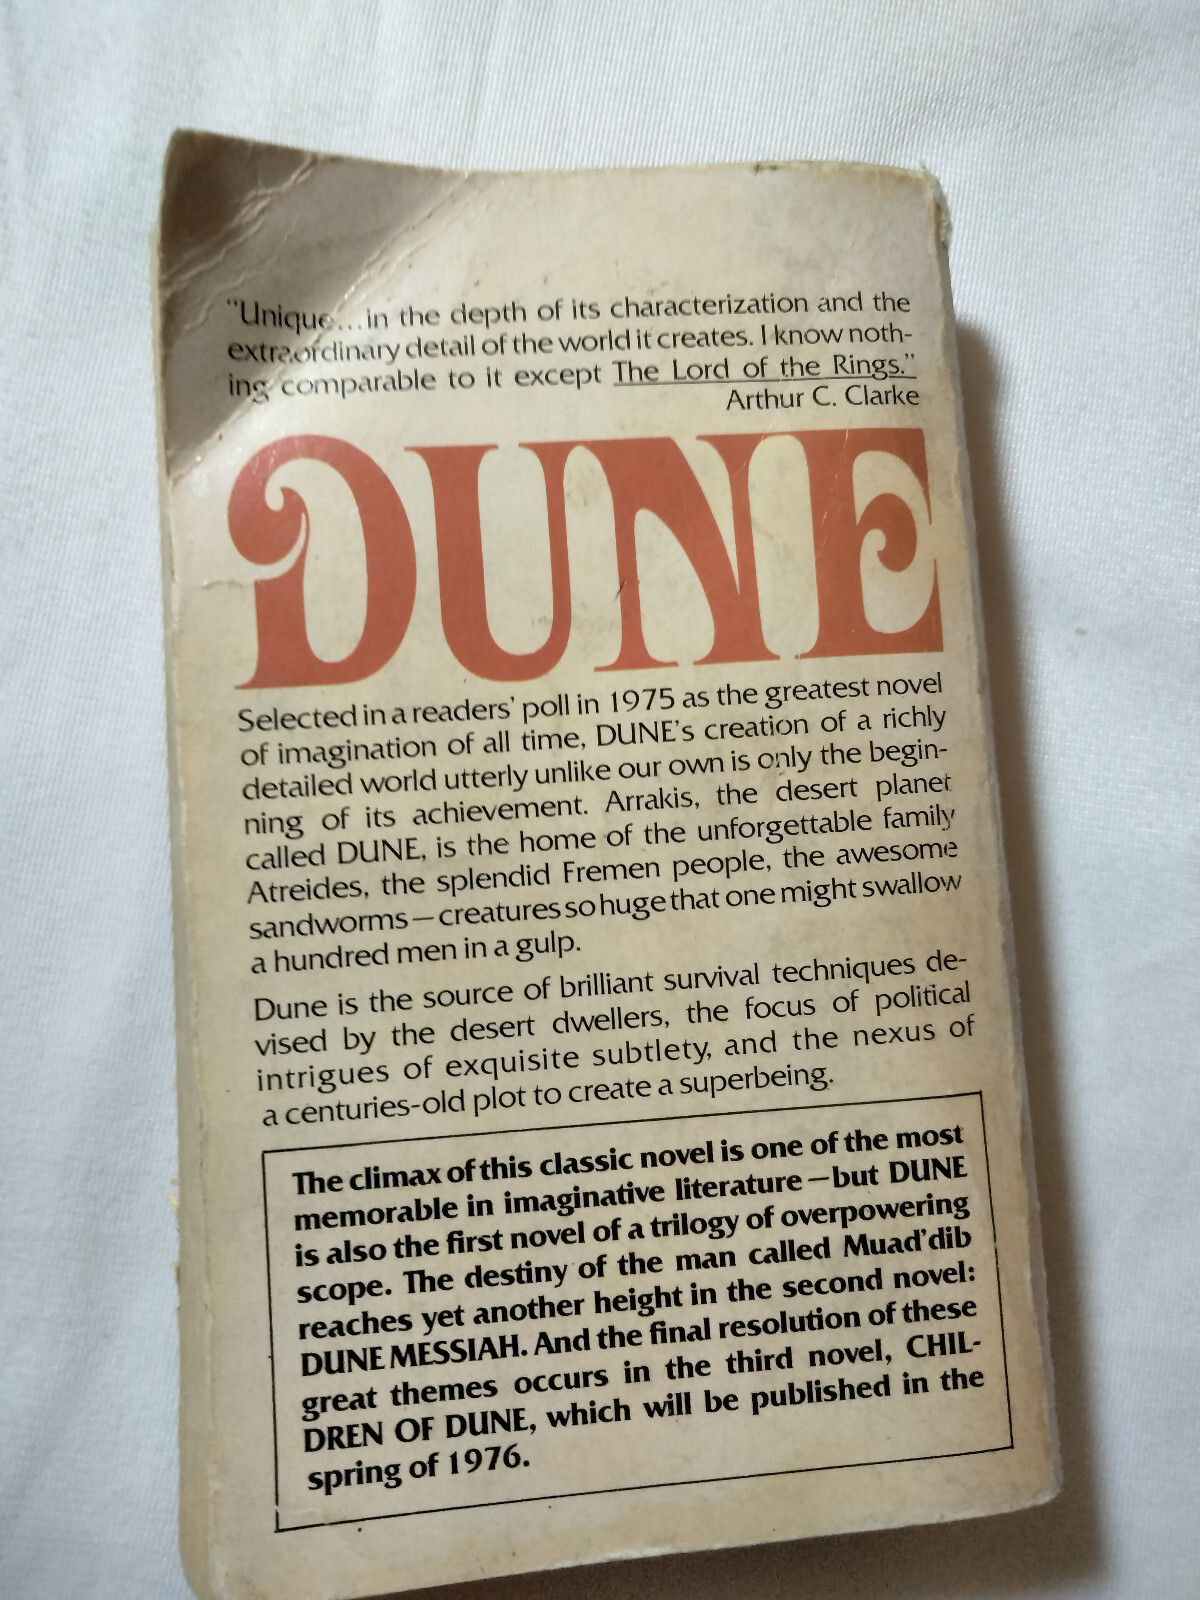 "Unique...in the depth of its characterization and the
extraordinary detail of the world it creates. I know noth-
ing comparable to it except The Lord of the Rings."
Arthur C. Clarke
DUNE
Selected in a readers' poll in 1975 as the greatest novel
of imagination of all time, DUNE's creation of a richly
detailed world utterly unlike our own is only the begin-
ning of its achievement. Arrakis, the desert planet
called DUNE, is the home of the unforgettable family
Atreides, the splendid Fremen people, the awesome
sandworms—creatures so huge that one might swallow
a hundred men in a gulp.
Dune is the source of brilliant survival techniques de-
vised by the desert dwellers, the focus of political
intrigues of exquisite subtlety, and the nexus of
a centuries-old plot to create a superbeing.
The climax of this classic novel is one of the most
memorable in imaginative literature—but DUNE
is also the first novel of a trilogy of overpowering
scope. The destiny of the man called Muad'dib
reaches yet another height in the second novel:
DUNE MESSIAH. And the final resolution of these
great themes occurs in the third novel, CHIL-
DREN OF DUNE, which will be published in the
spring of 1976.